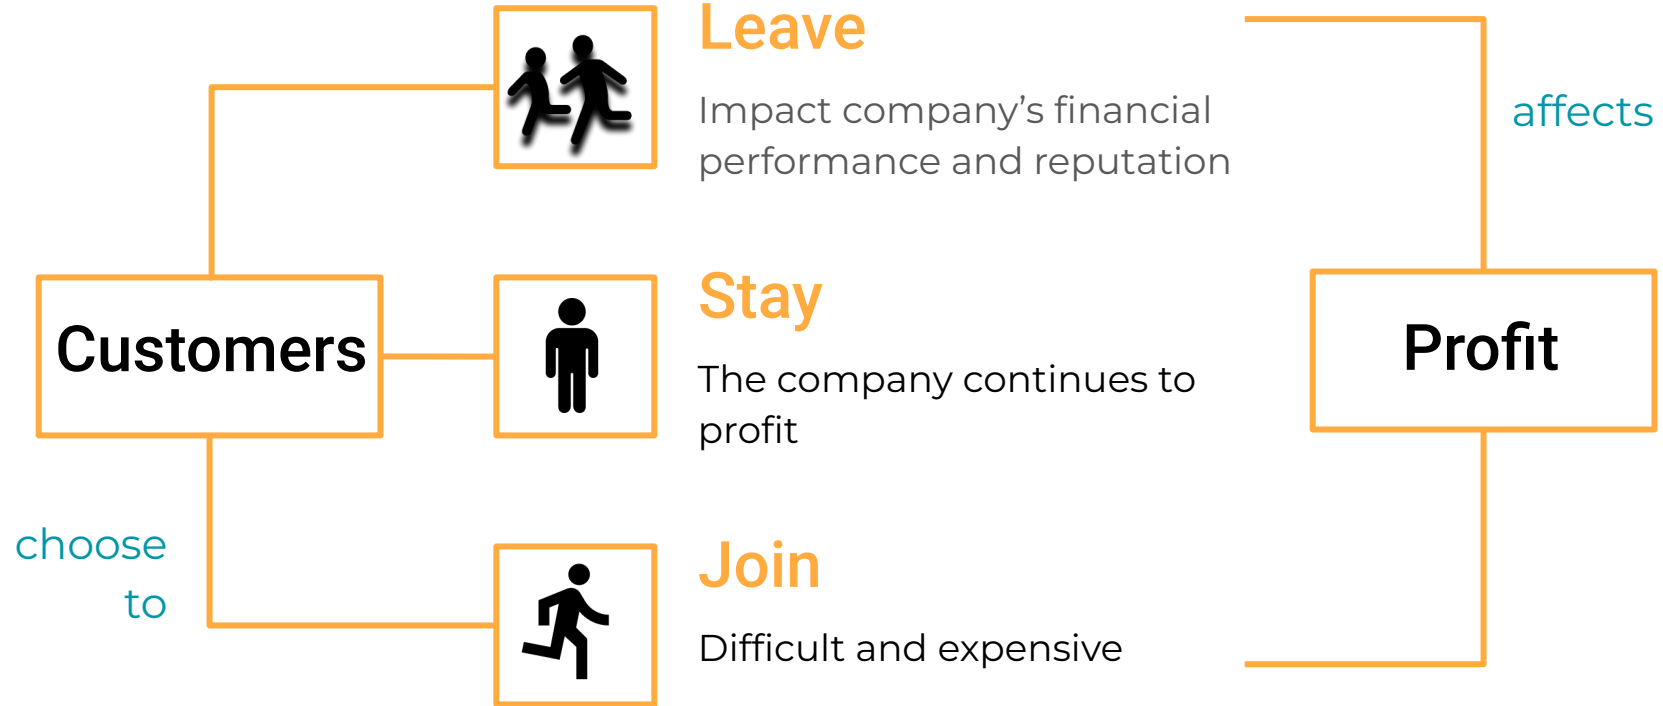 Leave
Impact company’s financial
performance and reputation
affects
Customers
Stay
The company continues to
profit
Profit
choose
to
Join
Difficult and expensive